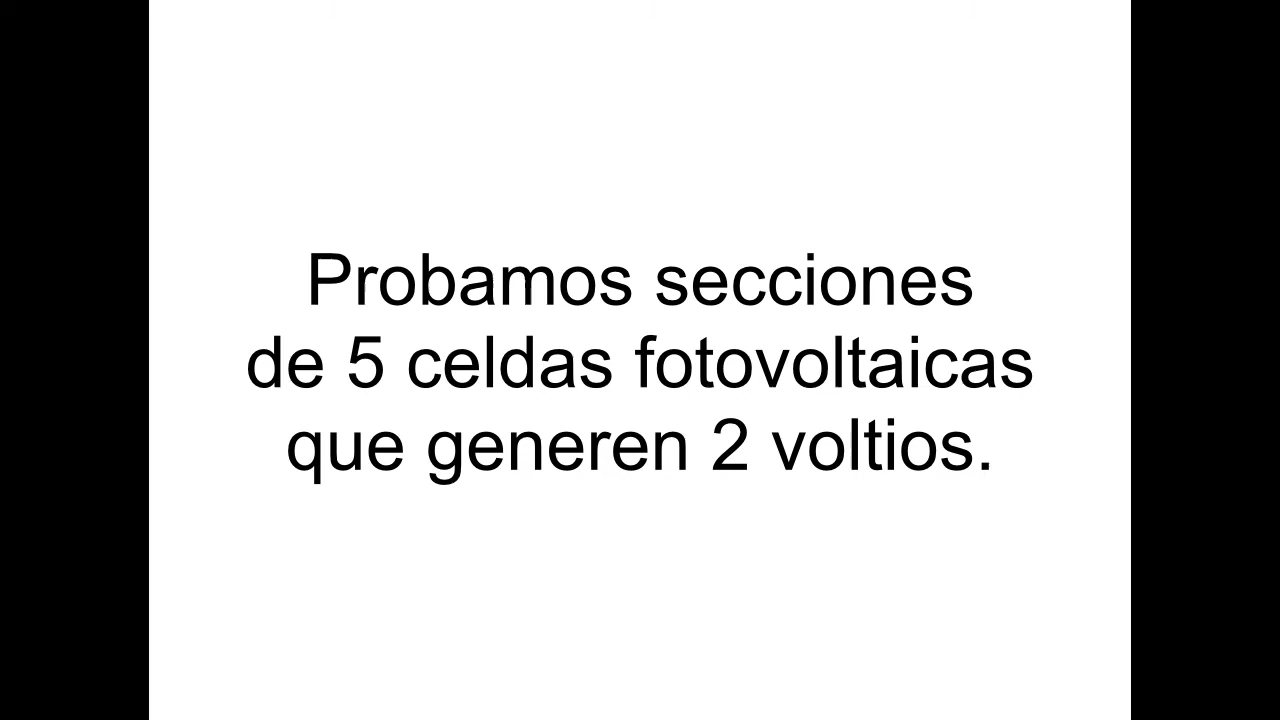 Probamos secciones
de 5 celdas fotovoltaicas
que generen 2 voltios.